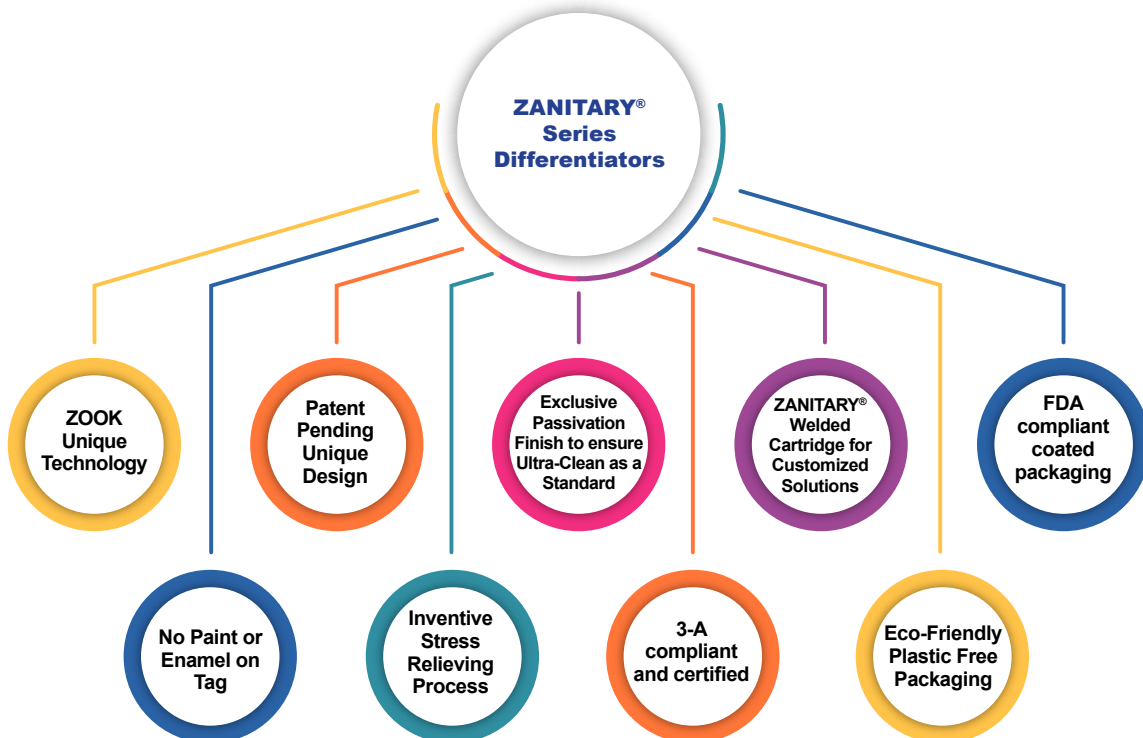 ZANITARY®
Series
Differentiators
ZOOK
Unique
Technology
Patent
Pending
Unique
Design
Exclusive
Passivation
Finish to ensure
Ultra-Clean as a
Standard
ZANITARY®
Welded
Cartridge for
Customized
Solutions
FDA
compliant
coated
packaging
No Paint or
Enamel on
Tag
Inventive
Stress
Relieving
Process
3-A
compliant
and certified
Eco-Friendly
Plastic Free
Packaging